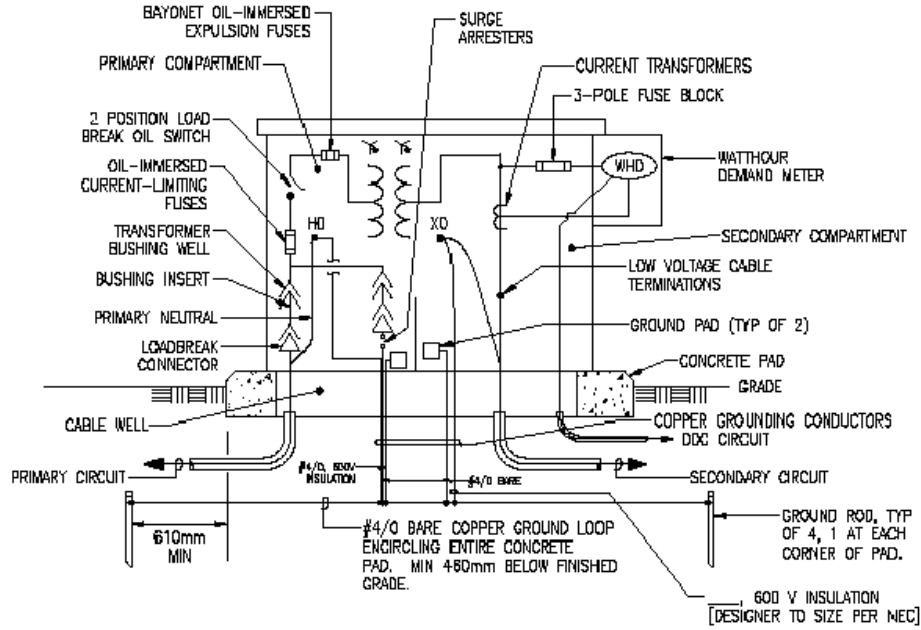 BAYONET OIL-IMMERSED
EXPULSION FUSES
SURGE
ARRESTERS
PRIMARY COMPARTMENT
CURRENT TRANSFORMERS
3-POLE FUSE BLOCK
2 POSITION LOAD
BREAK OIL SWITCH
WHD
WATTHOUR
DEMAND METER
OIL-IMMERSED
CURRENT-LIMITING
FUSES
H0
X0
TRANSFORMER
BUSHING WELL
SECONDARY COMPARTMENT
BUSHING INSERT
LOW VOLTAGE CABLE
TERMINATIONS
PRIMARY NEUTRAL
GROUND PAD (TYP OF 2)
LOADBREAK
CONNECTOR
CONCRETE PAD
GRADE
CABLE WELL
COPPER GROUNDING CONDUCTORS
DDC CIRCUIT
PRIMARY CIRCUIT
#4/0, 600V
INSULATION
#4/0 BARE
SECONDARY CIRCUIT
610mm
MIN
#4/0 BARE COPPER GROUND LOOP
ENCIRCLING ENTIRE CONCRETE
PAD. MIN 460mm BELOW FINISHED
GRADE.
GROUND ROD, TYP
OF 4, 1 AT EACH
CORNER OF PAD.
____, 600 V INSULATION
[DESIGNER TO SIZE PER NEC]